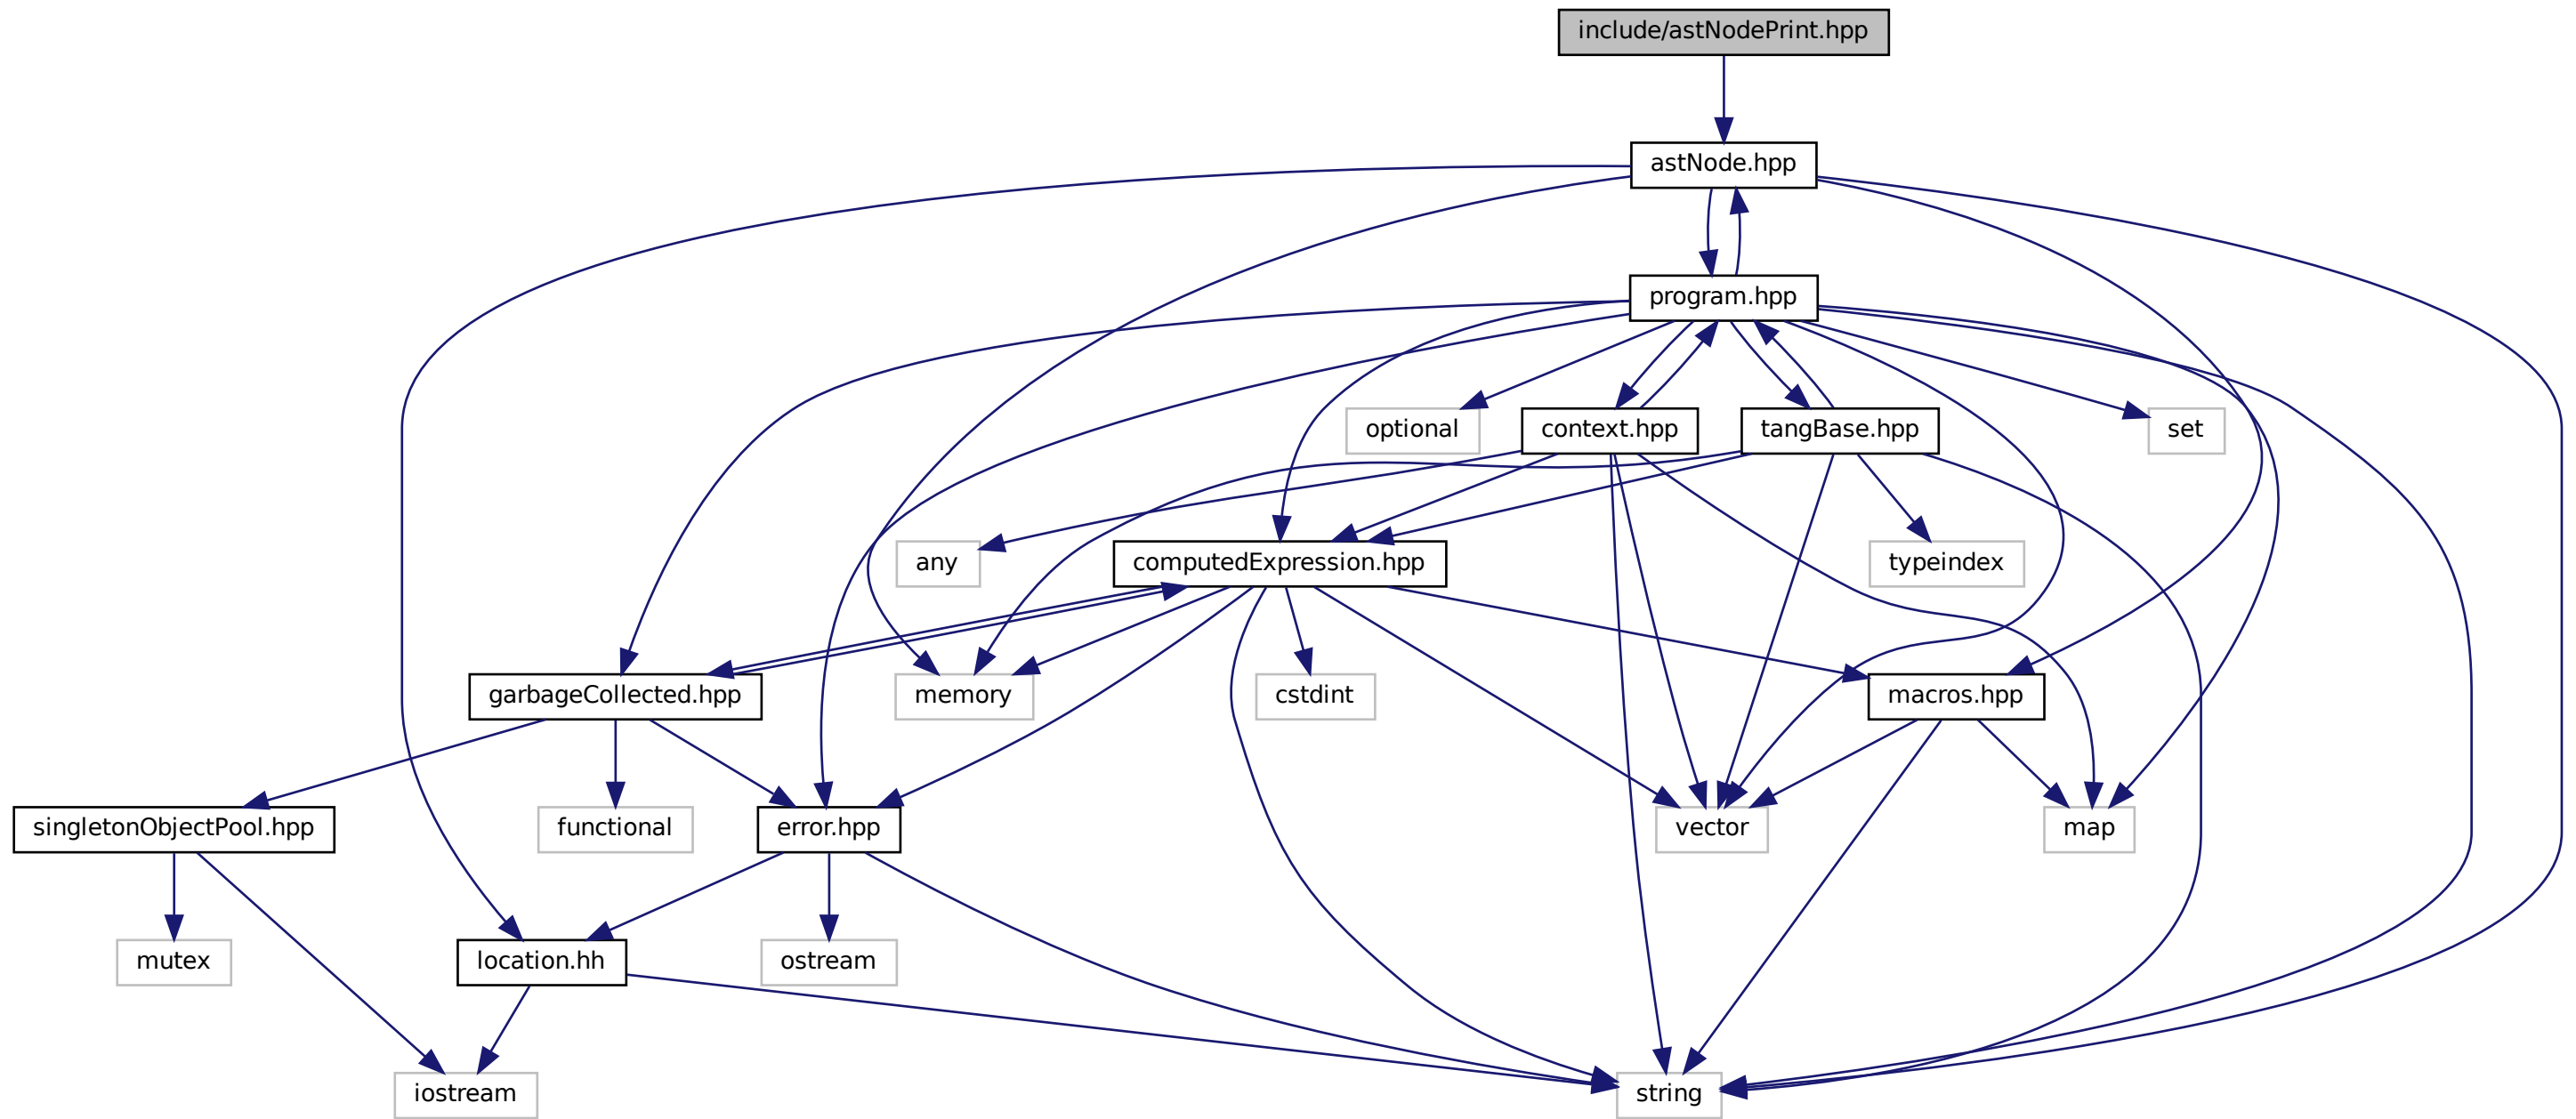 include/astNodePrint.hpp
astNode.hpp
program.hpp
optional
context.hpp
tangBase.hpp
set
any
computedExpression.hpp
typeindex
garbageCollected.hpp
memory
cstdint
macros.hpp
singletonObjectPool.hpp
functional
error.hpp
vector
map
mutex
location.hh
ostream
iostream
string